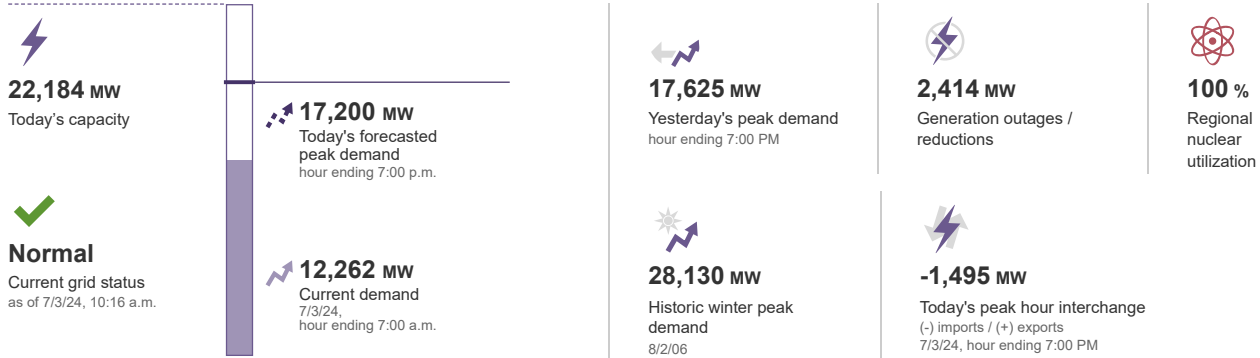 22,184 MW
Today's capacity
Normal
Current grid status
as of 7/3/24, 10:16 a.m.
17,200 MW
Today's forecasted
peak demand
hour ending 7:00 p.m.
12,262 MW
Current demand
7/3/24,
hour ending 7:00 a.m.
17,625 MW
Yesterday's peak demand
hour ending 7:00 PM
2,414 MW
Generation outages /
reductions
100 %
Regional
nuclear
utilization
28,130 MW
Historic winter peak
demand
8/2/06
-1,495 MW
Today's peak hour interchange
(-) imports / (+) exports
7/3/24, hour ending 7:00 PM